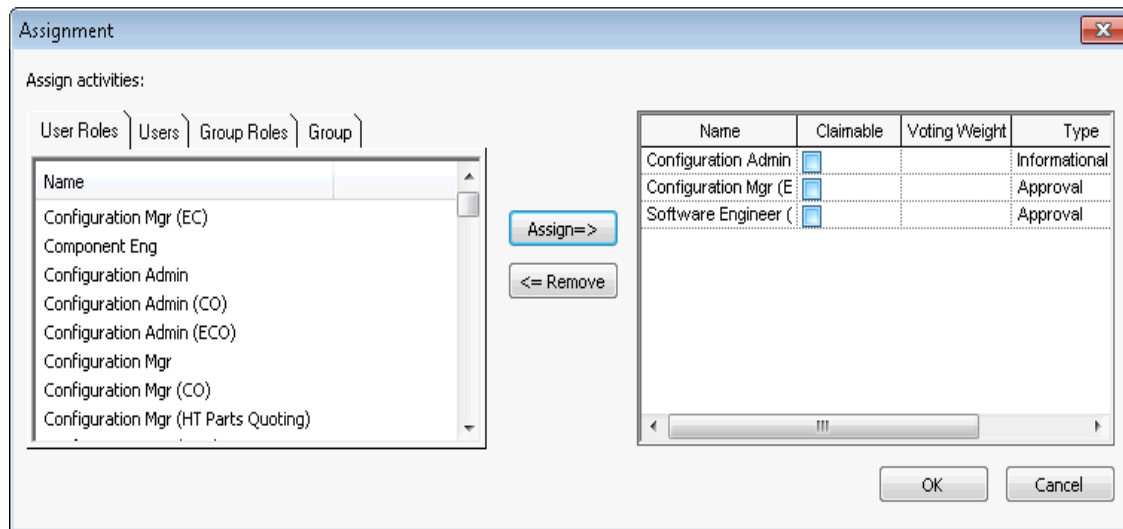 Assignment
Assign activities:
User Roles Users Group Roles Group
Name
Configuration Mgr (EC)
Component Eng
Configuration Admin
Configuration Admin (CO)
Configuration Admin (ECO)
Configuration Mgr
Configuration Mgr (CO)
Configuration Mgr (HT Parts Quoting)
Assign=>
<= Remove
Name Claimable Voting Weight Type
Configuration Admin Informational
Configuration Mgr (E Approval
Software Engineer ( Approval
OK Cancel